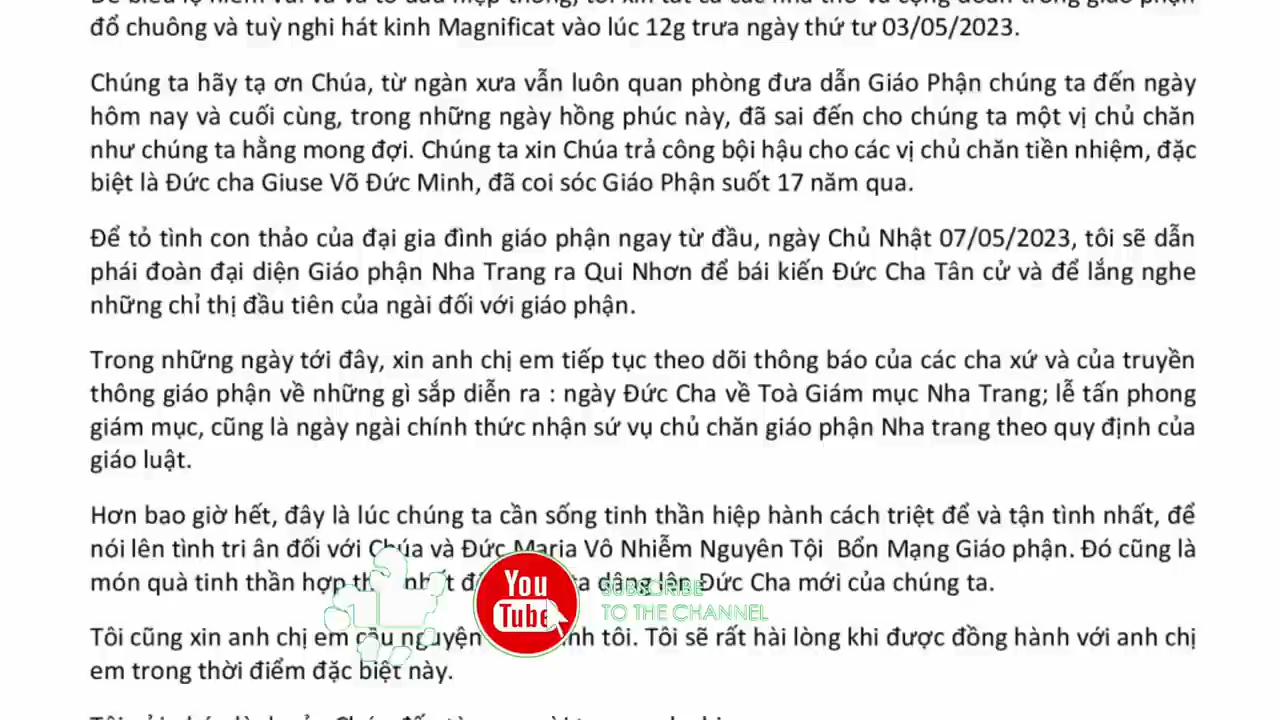 đổ chuông và tuỳ nghi hát kinh Magnificat vào lúc 12g trưa ngày thứ tư 03/05/2023.
Chúng ta hãy tạ ơn Chúa, từ ngàn xưa vẫn luôn quan phòng đưa dẫn Giáo Phận chúng ta đến ngày
hôm nay và cuối cùng, trong những ngày hồng phúc này, đã sai đến cho chúng ta một vị chủ chăn
như chúng ta hằng mong đợi. Chúng ta xin Chúa trả công bội hậu cho các vị chủ chăn tiền nhiệm, đặc
biệt là Đức cha Giuse Võ Đức Minh, đã coi sóc Giáo Phận suốt 17 năm qua.
Để tỏ tình con thảo của đại gia đình giáo phận ngay từ đầu, ngày Chủ Nhật 07/05/2023, tôi sẽ dẫn
phái đoàn đại diện Giáo phận Nha Trang ra Qui Nhơn để bái kiến Đức Cha Tân cử và để lắng nghe
những chỉ thị đầu tiên của ngài đối với giáo phận.
Trong những ngày tới đây, xin anh chị em tiếp tục theo dõi thông báo của các cha xứ và của truyền
thông giáo phận về những gì sắp diễn ra : ngày Đức Cha về Toà Giám mục Nha Trang; lễ tấn phong
giám mục, cũng là ngày ngài chính thức nhận sứ vụ chủ chăn giáo phận Nha trang theo quy định của
giáo luật.
Hơn bao giờ hết, đây là lúc chúng ta cần sống tinh thần hiệp hành cách triệt để và tận tình nhất, để
nói lên tình tri ân đối với Chúa và Đức Maria Vô Nhiễm Nguyên Tội Bổn Mạng Giáo phận. Đó cũng là
món quà tinh thần hợp dâng lên Đức Cha mới của chúng ta.
You
Tube
SUBSCRIBE
TO THE CHANNEL
Tôi cũng xin anh chị em cầu nguyện tôi. Tôi sẽ rất hài lòng khi được đồng hành với anh chị
em trong thời điểm đặc biệt này.